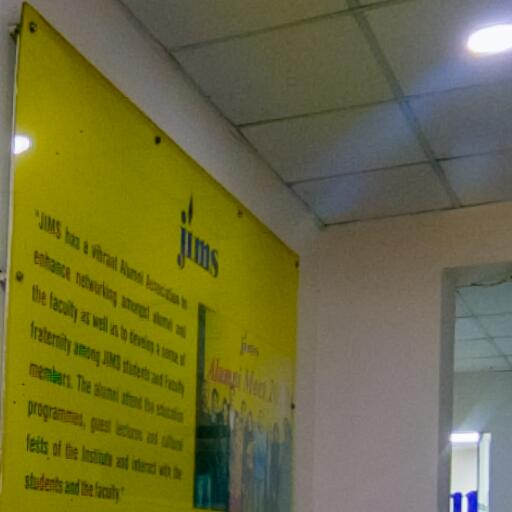 jims
"JIMS has a vibrant Alumni Association to
enhance networking amongst alumni and
the faculty as well as to develop a sense of
fraternity among JIMS students and Faculty
members. The alumni attend the education
programmes, guest lectures and cultural
fests of the Institute and interact with the
students and the faculty."
jims
Alumni Meet